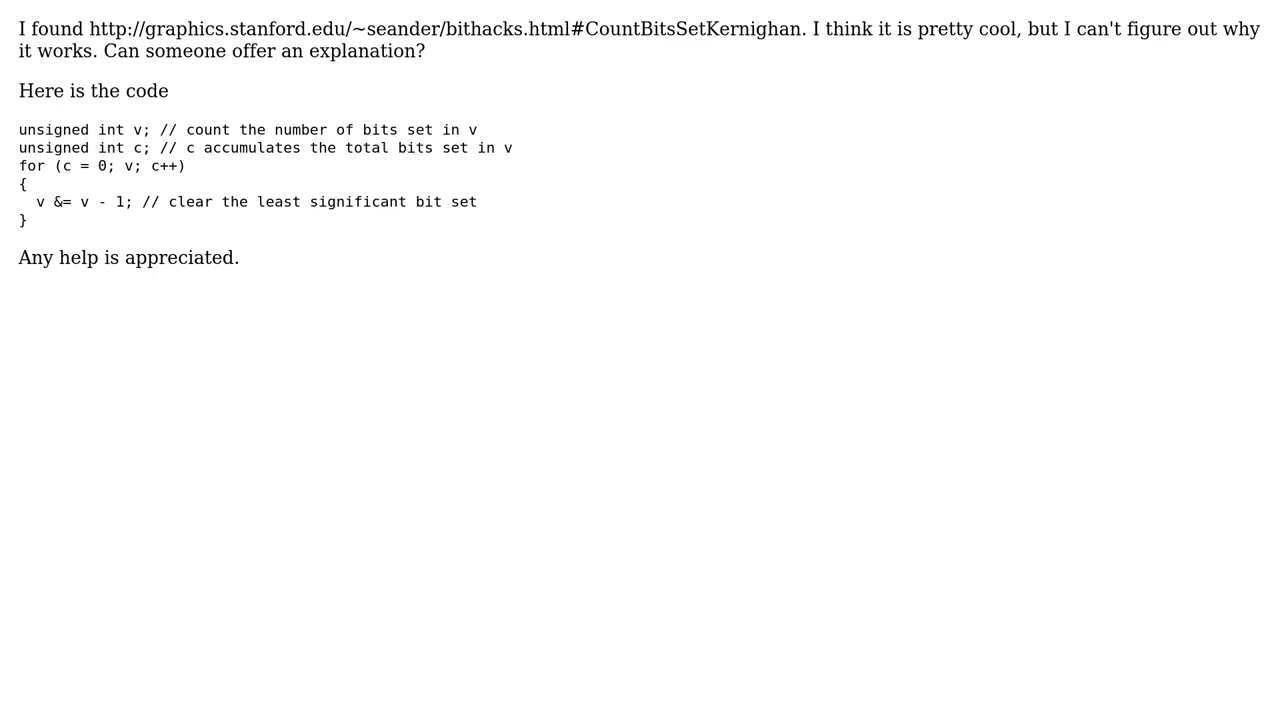 I found http://graphics.stanford.edu/~seander/bithacks.html#CountBitsSetKernighan. I think it is pretty cool, but I can't figure out why
it works. Can someone offer an explanation?
Here is the code
unsigned int v; // count the number of bits set in v
unsigned int c; // c accumulates the total bits set in v
for (c = 0; v; c++)
{
  v &= v - 1; // clear the least significant bit set
}
Any help is appreciated.